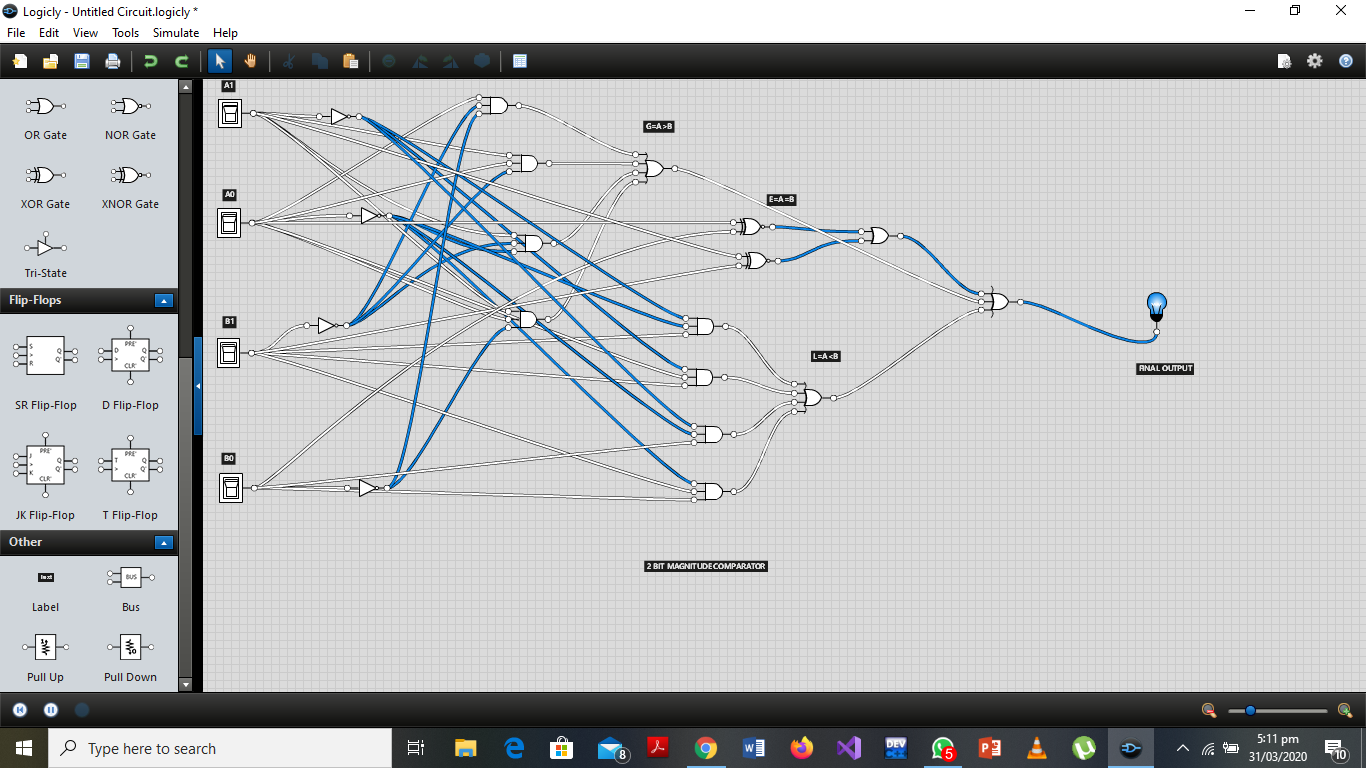 Logicly - Untitled Circuit.logicly *
File Edit View Tools Simulate Help
OR Gate NOR Gate
XOR Gate XNOR Gate
Tri-State
Flip-Flops
S > R Q Q'
PRE' D > CLR' Q Q'
SR Flip-Flop D Flip-Flop
PRE' J > K CLR' Q Q'
PRE' T > CLR' Q Q'
JK Flip-Flop T Flip-Flop
Other
text BUS
Label Bus
Pull Up Pull Down
A1
G=A>B
A0
E=A=B
B1
L=A<B
FINAL OUTPUT
B0
2 BIT MAGNITUDE COMPARATOR
Type here to search
8
DEV
5
5:11 pm
31/03/2020
10